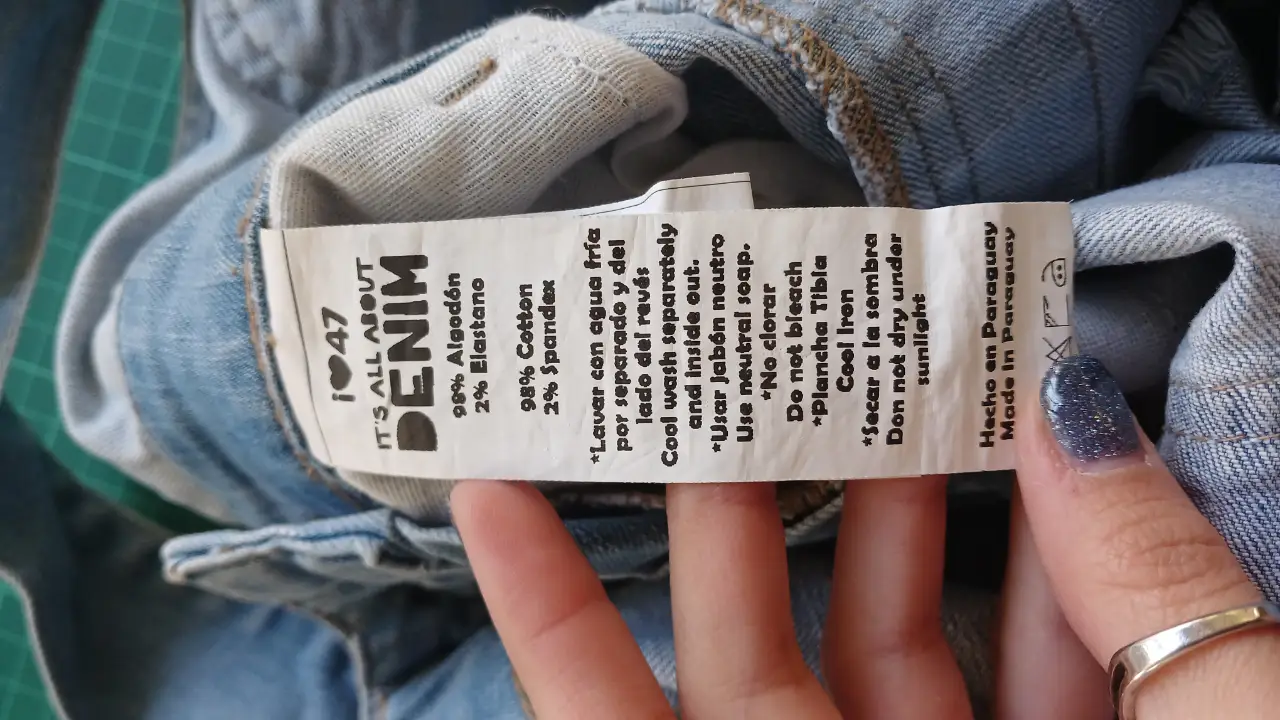 i♥47
IT'S ALL ABOUT
DENIM
98% Algodón
2% Elastano
98% Cotton
2% Spandex
*Lavar con agua fría
por separado y del
lado del revés
Cool wash separately
and inside out.
*Usar jabón neutro
Use neutral soap.
*No clorar
Do not bleach
*Plancha Tibia
Cool Iron
*Secar a la sombra
Don not dry under
sunlight
Hecho en Paraguay
Made in Paraguay